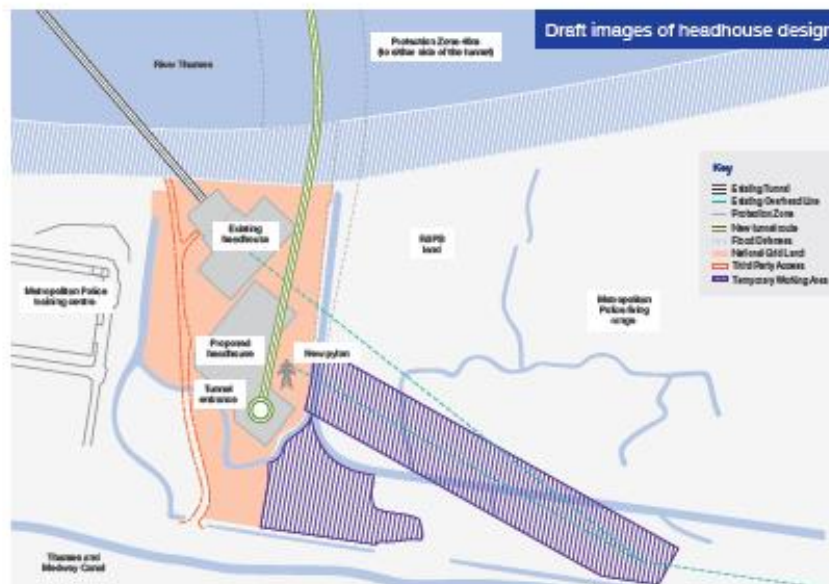 Draft images of headhouse design
River Thames
Protection Zone
(to either side of the tunnel)
Key
Existing Tunnel
Existing Overhead Line
Protection Zone
New tunnel route
Flood Defences
National Grid Land
Third Party Access
Temporary Working Area
Existing
headhouse
RSPB
land
Metropolitan Police
training centre
Metropolitan
Police firing
range
Proposed
headhouse
New pylon
Tunnel
entrance
Thames and
Medway Canal